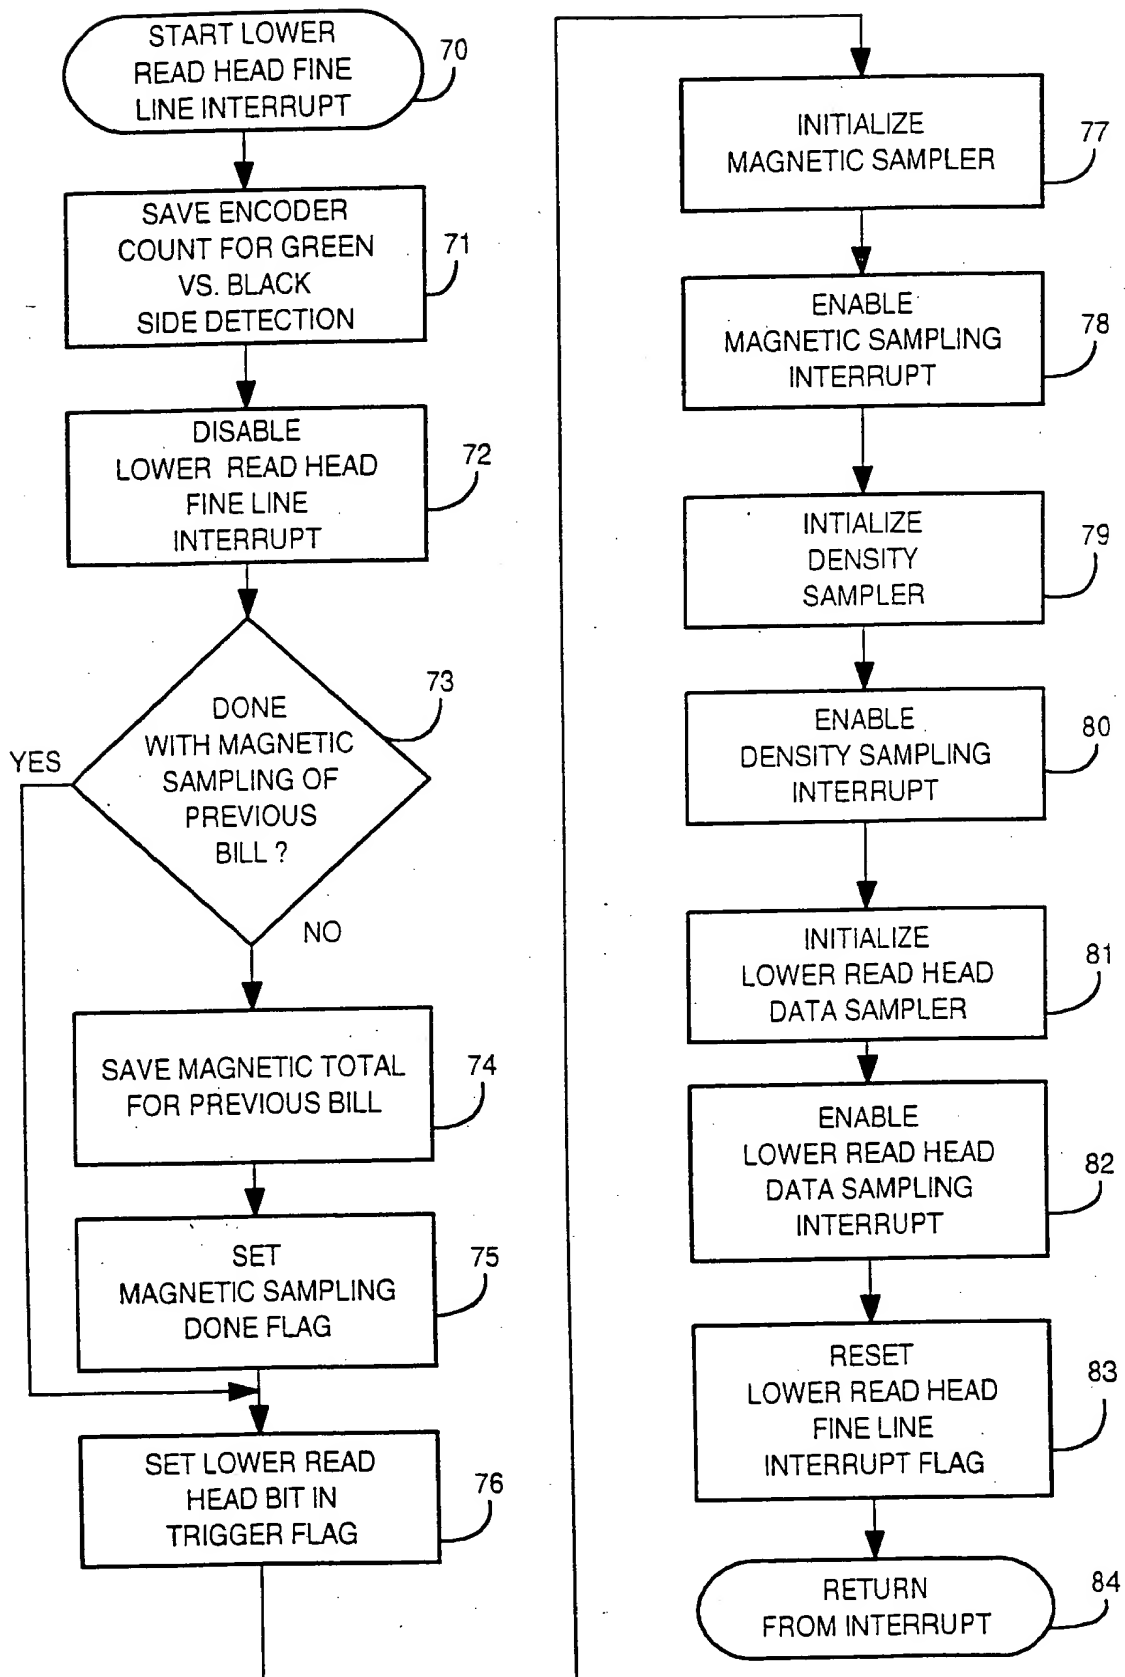 START LOWER
READ HEAD FINE
LINE INTERRUPT
70
SAVE ENCODER
COUNT FOR GREEN
VS. BLACK
SIDE DETECTION
71
DISABLE
LOWER READ HEAD
FINE LINE
INTERRUPT
72
DONE
WITH MAGNETIC
SAMPLING OF
PREVIOUS
BILL ?
73
YES
NO
SAVE MAGNETIC TOTAL
FOR PREVIOUS BILL
74
SET
MAGNETIC SAMPLING
DONE FLAG
75
SET LOWER READ
HEAD BIT IN
TRIGGER FLAG
76
INITIALIZE
MAGNETIC SAMPLER
77
ENABLE
MAGNETIC SAMPLING
INTERRUPT
78
INTIALIZE
DENSITY
SAMPLER
79
ENABLE
DENSITY SAMPLING
INTERRUPT
80
INITIALIZE
LOWER READ HEAD
DATA SAMPLER
81
ENABLE
LOWER READ HEAD
DATA SAMPLING
INTERRUPT
82
RESET
LOWER READ HEAD
FINE LINE
INTERRUPT FLAG
83
RETURN
FROM INTERRUPT
84